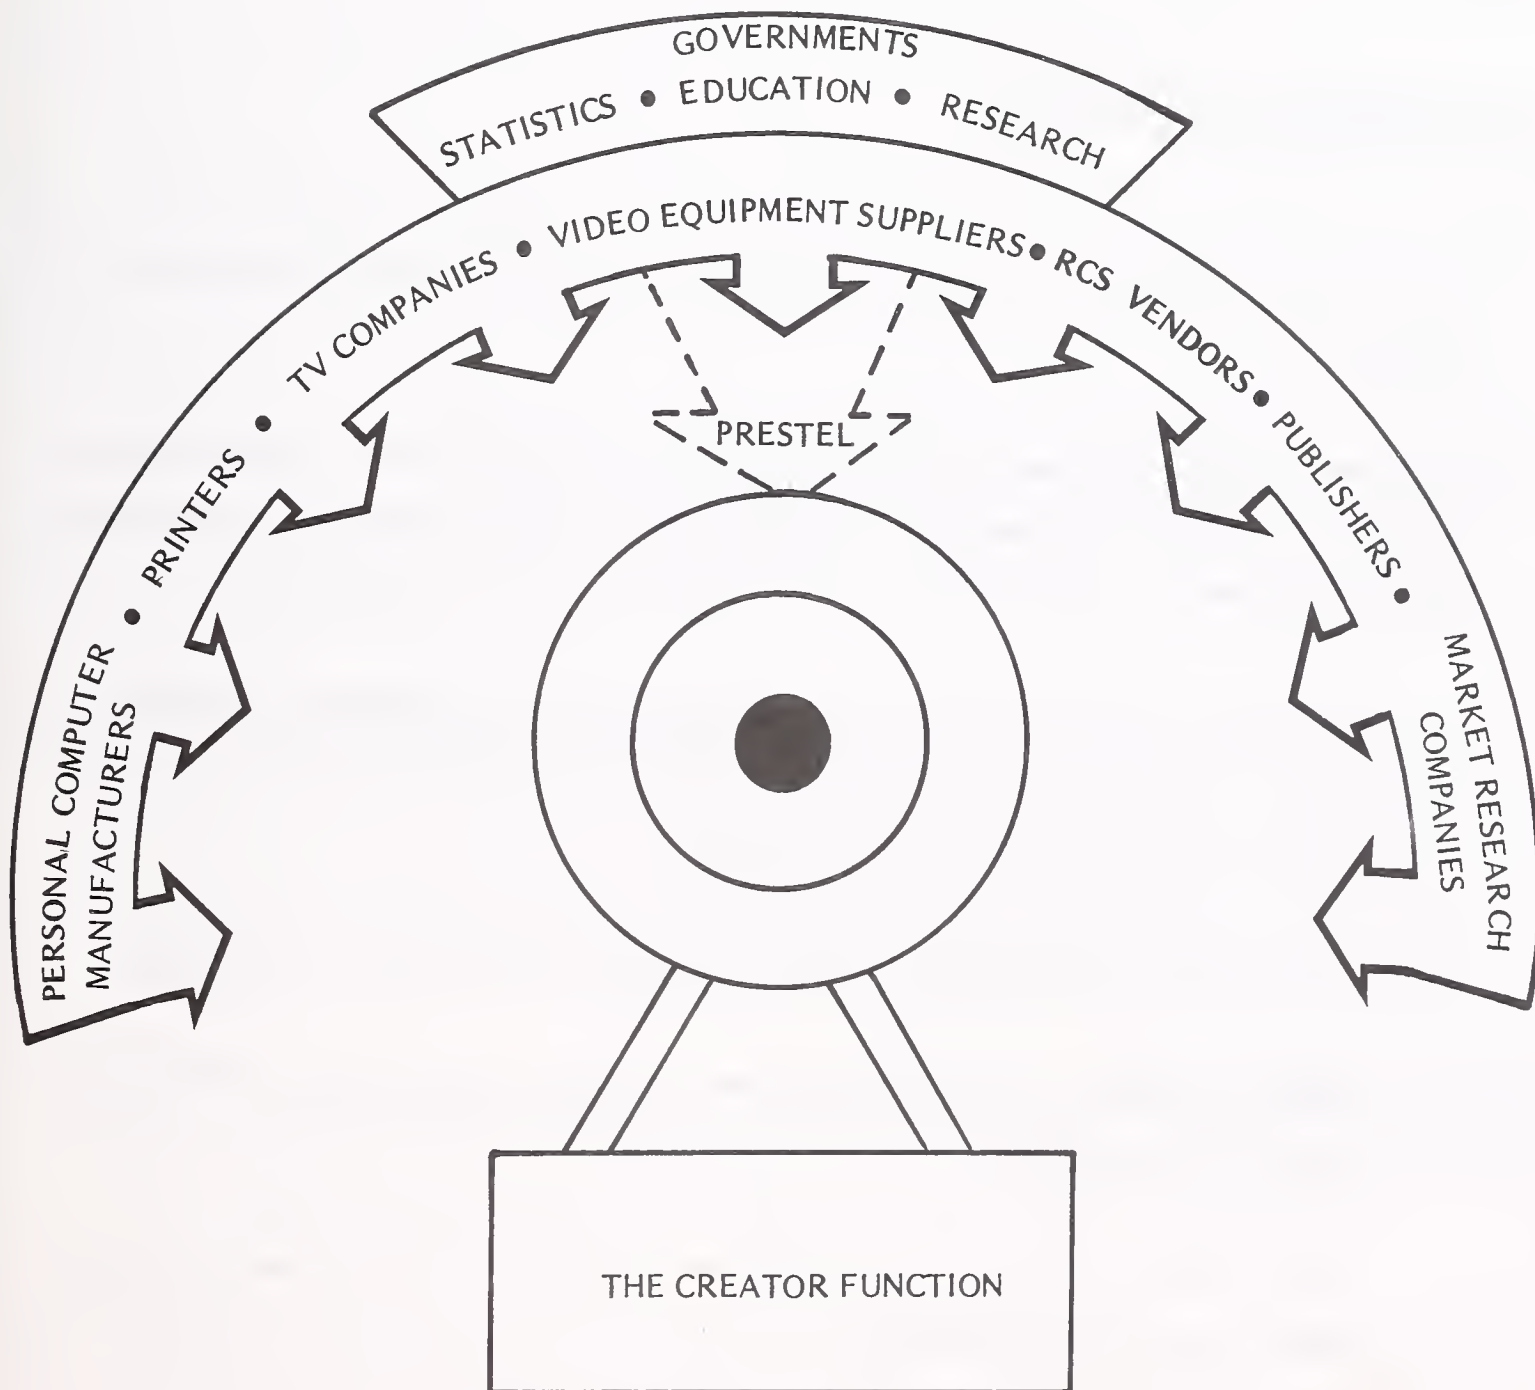 GOVERNMENTS
STATISTICS • EDUCATION • RESEARCH
PERSONAL COMPUTER
MANUFACTURERS
• PRINTERS • TV COMPANIES • VIDEO EQUIPMENT SUPPLIERS • RCS VENDORS • PUBLISHERS •
MARKET RESEARCH
COMPANIES
PRESTEL
THE CREATOR FUNCTION